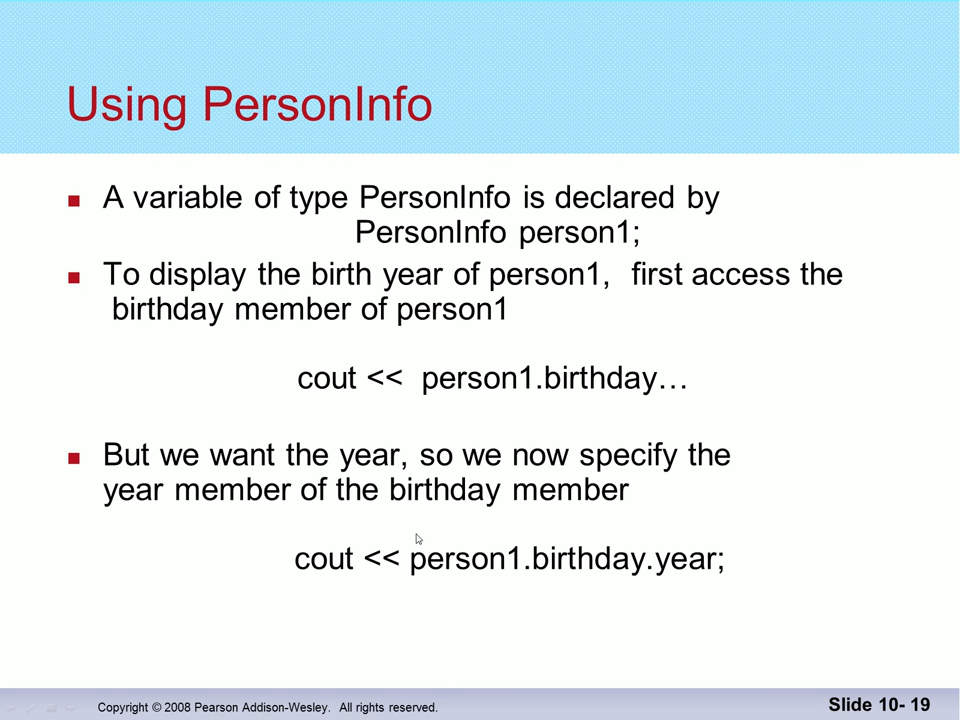 Using PersonInfo
A variable of type PersonInfo is declared by
PersonInfo person1;
To display the birth year of person1, first access the
birthday member of person1
cout << person1.birthday…
But we want the year, so we now specify the
year member of the birthday member
cout << person1.birthday.year;
Copyright © 2008 Pearson Addison-Wesley. All rights reserved.
Slide 10- 19